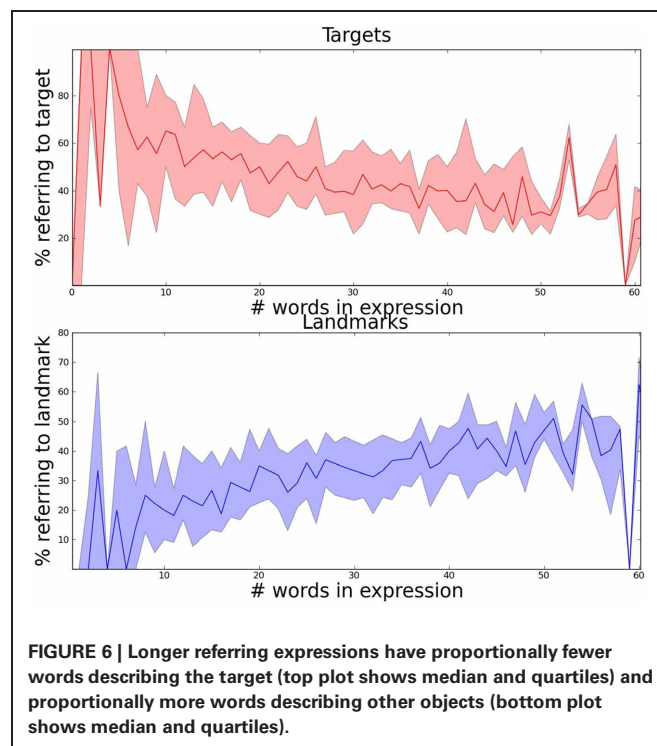 Targets
% referring to target
80
60
40
20
0 10 20 30 40 50 60
# words in expression
Landmarks
% referring to landmark
80
70
60
50
40
30
20
10
10 20 30 40 50 60
# words in expression
FIGURE 6 | Longer referring expressions have proportionally fewer
words describing the target (top plot shows median and quartiles) and
proportionally more words describing other objects (bottom plot
shows median and quartiles).